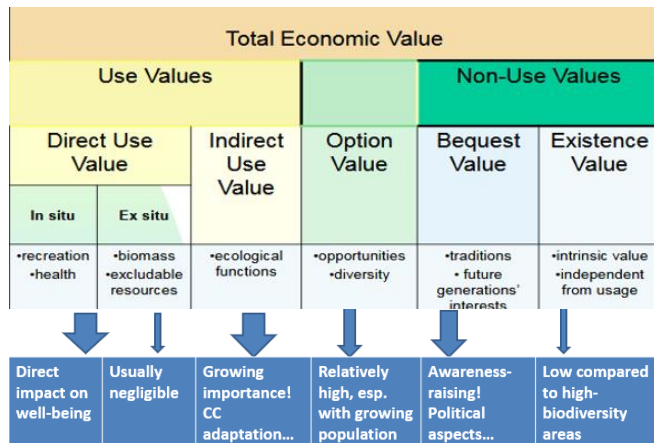 Total Economic Value
Use Values
Non-Use Values
Direct Use
Value
Indirect
Use
Value
Option
Value
Bequest
Value
Existence
Value
In situ
Ex situ
•recreation
•health
•biomass
•excludable
resources
•ecological
functions
•opportunities
•diversity
•traditions
• future
generations'
interests
•intrinsic value
•independent
from usage
Direct
impact on
well-being
Usually
negligible
Growing
importance!
CC
adaptation...
Relatively
high, esp.
with growing
population
Awareness-
raising!
Political
aspects...
Low compared
to high-
biodiversity
areas